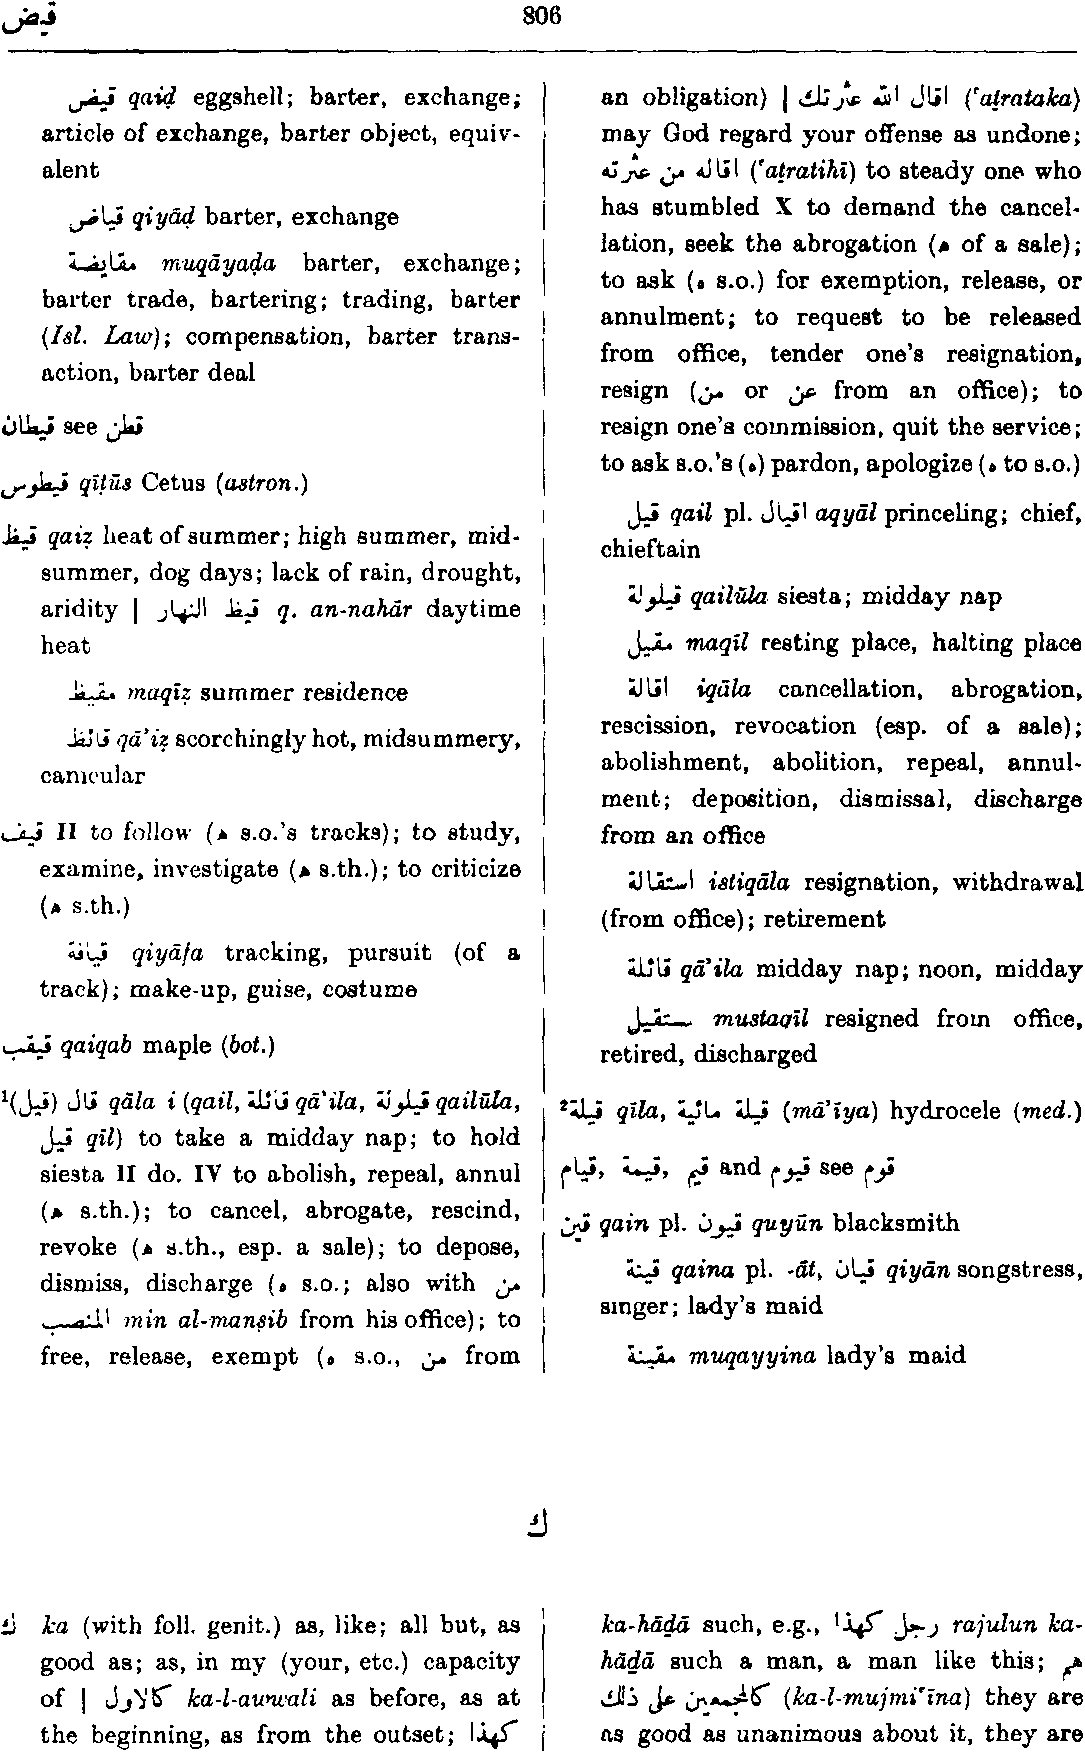 قيض
806
قيض qaiḍ eggshell; barter, exchange;
article of exchange, barter object, equiv-
alent
قياض qiyāḍ barter, exchange
مقايضة muqāyaḍa barter, exchange;
barter trade, bartering; trading, barter
(Isl. Law); compensation, barter trans-
action, barter deal
قيطان see قطن
قيطوس qīṭūs Cetus (astron.)
قيظ qaiẓ heat of summer; high summer, mid-
summer, dog days; lack of rain, drought,
aridity | قيظ النهار q. an-nahār daytime
heat
مقيظ maqīẓ summer residence
قائظ qā'iẓ scorchingly hot, midsummery,
canicular
قيف II to follow (ه s.o.'s tracks); to study,
examine, investigate (ه s.th.); to criticize
(ه s.th.)
قيافة qiyāfa tracking, pursuit (of a
track); make-up, guise, costume
قيقب qaiqab maple (bot.)
¹(قيل) قال qāla i (qail, قائلة qā'ila, قيلولة qailūla,
قيل qīl) to take a midday nap; to hold
siesta II do. IV to abolish, repeal, annul
(ه s.th.); to cancel, abrogate, rescind,
revoke (ه s.th., esp. a sale); to depose,
dismiss, discharge (ه s.o.; also with من
المنصب min al-manṣib from his office); to
free, release, exempt (ه s.o., من from
an obligation) | اقال الله عثرتك ('aṯrataka)
may God regard your offense as undone;
اقاله من عثرته ('aṯratihī) to steady one who
has stumbled X to demand the cancel-
lation, seek the abrogation (ه of a sale);
to ask (ه s.o.) for exemption, release, or
annulment; to request to be released
from office, tender one's resignation,
resign (من or عن from an office); to
resign one's commission, quit the service;
to ask s.o.'s (ه) pardon, apologize (ه to s.o.)
قيل qail pl. اقيال aqyāl princeling; chief,
chieftain
قيلولة qailūla siesta; midday nap
مقيل maqīl resting place, halting place
اقالة iqāla cancellation, abrogation,
rescission, revocation (esp. of a sale);
abolishment, abolition, repeal, annul-
ment; deposition, dismissal, discharge
from an office
استقالة istiqāla resignation, withdrawal
(from office); retirement
قائلة qā'ila midday nap; noon, midday
مستقيل mustaqīl resigned from office,
retired, discharged
²قيلة qīla, قيلة مائية (mā'īya) hydrocele (med.)
قيام, قيمة, قيم and قيوم see قوم
قين qain pl. قيون quyūn blacksmith
قينة qaina pl. -āt, قيان qiyān songstress,
singer; lady's maid
مقينة muqayyina lady's maid
ك
ك ka (with foll. genit.) as, like; all but, as
good as; as, in my (your, etc.) capacity
of | كالاول ka-l-auwali as before, as at
the beginning, as from the outset; كهذا
ka-hāḏā such, e.g., رجل كهذا rajulun ka-
hāḏā such a man, a man like this; هم
كالمجمعين على ذلك (ka-l-mujmi'īna) they are
as good as unanimous about it, they are